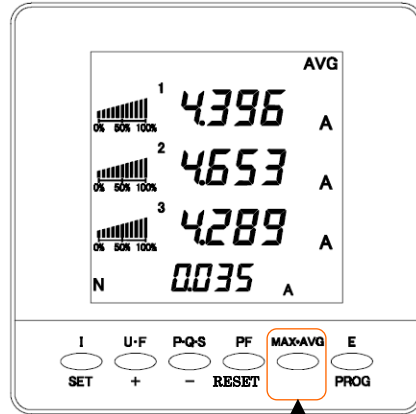 AVG
1 4.396 A
0% 50% 100%
2 4.653 A
0% 50% 100%
3 4.289 A
0% 50% 100%
N 0.035 A
I U·F P·Q·S PF MAX·AVG E
SET + − RESET PROG